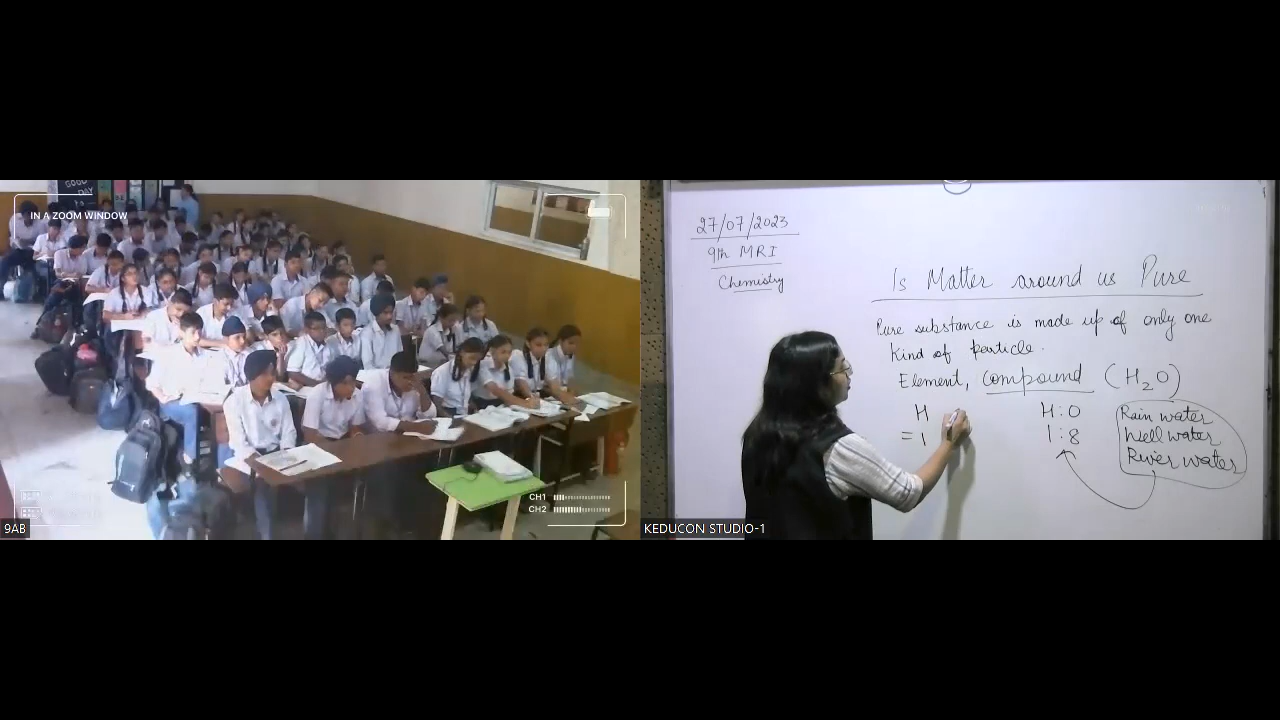 GOOD
DAY
IN A ZOOM WINDOW
CH1
CH2
9AB
27/07/2023
9th MRI
Chemistry
Is Matter around us Pure
Pure substance is made up of only one
kind of particle.
Element, Compound (H2O)
H
= 1
H:O
1:8
Rain water
Well water
River water
KEDUCON STUDIO-1